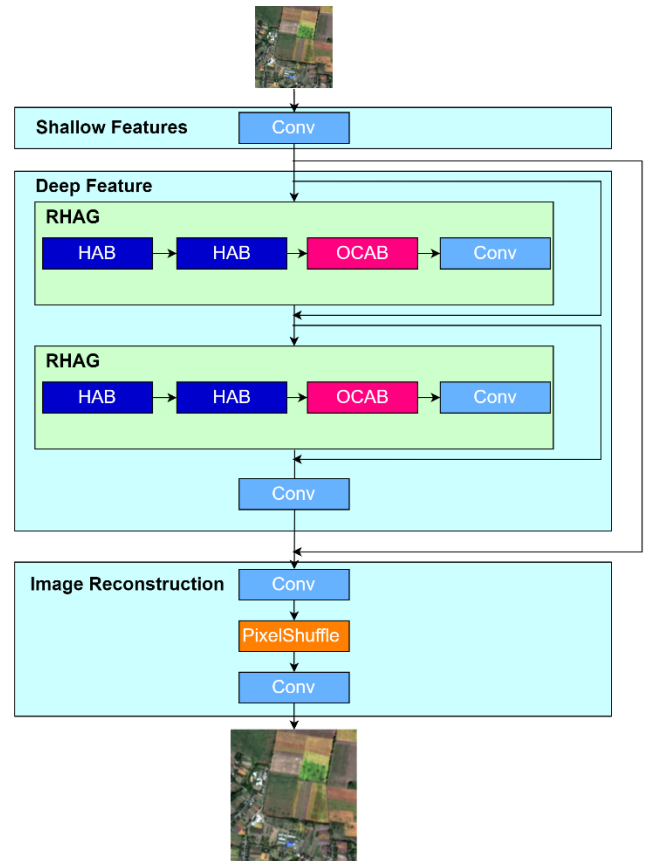 Shallow Features
Conv
Deep Feature
RHAG
HAB HAB OCAB Conv
RHAG
HAB HAB OCAB Conv
Conv
Image Reconstruction
Conv
PixelShuffle
Conv